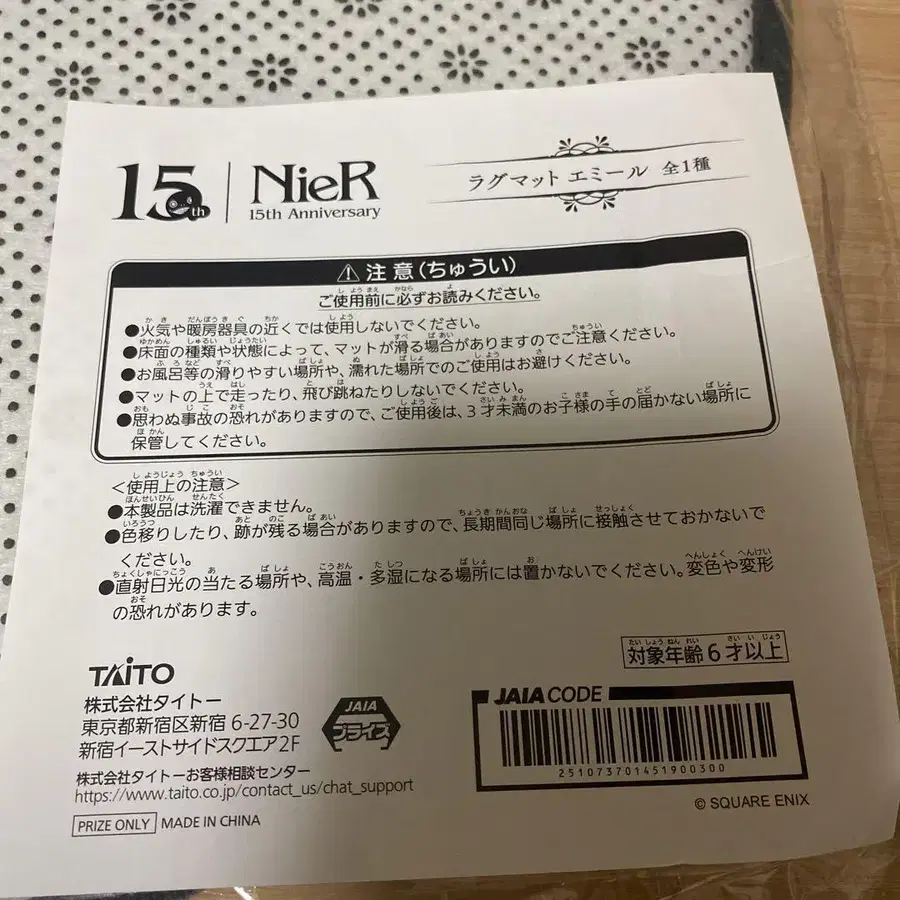 15th
NieR
15th Anniversary
ラグマット エミール 全1種
⚠注意(ちゅうい)
ご使用前に必ずお読みください。
●火気や暖房器具の近くでは使用しないでください。
●床面の種類や状態によって、マットが滑る場合がありますのでご注意ください。
●お風呂等の滑りやすい場所や、濡れた場所でのご使用はお避けください。
●マットの上で走ったり、飛び跳ねたりしないでください。
●思わぬ事故の恐れがありますので、ご使用後は、3才未満のお子様の手の届かない場所に
保管してください。
<使用上の注意>
●本製品は洗濯できません。
●色移りしたり、跡が残る場合がありますので、長期間同じ場所に接触させておかないで
ください。
●直射日光の当たる場所や、高温・多湿になる場所には置かないでください。変色や変形
の恐れがあります。
対象年齢6才以上
TAITO
株式会社タイトー
東京都新宿区新宿 6-27-30
新宿イーストサイドスクエア2F
JAIA
プライズ
株式会社タイトーお客様相談センター
https://www.taito.co.jp/contact_us/chat_support
PRIZE ONLY MADE IN CHINA
JAIA CODE
251073701451900300
© SQUARE ENIX